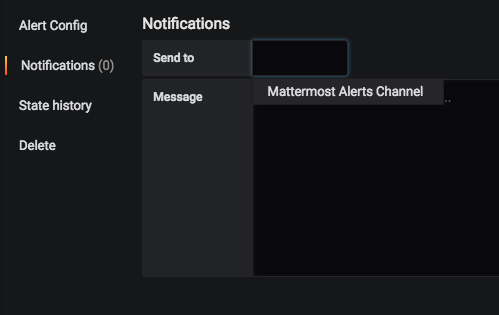 Alert Config
Notifications (0)
State history
Delete
Notifications
Send to
Mattermost Alerts Channel
Message
..